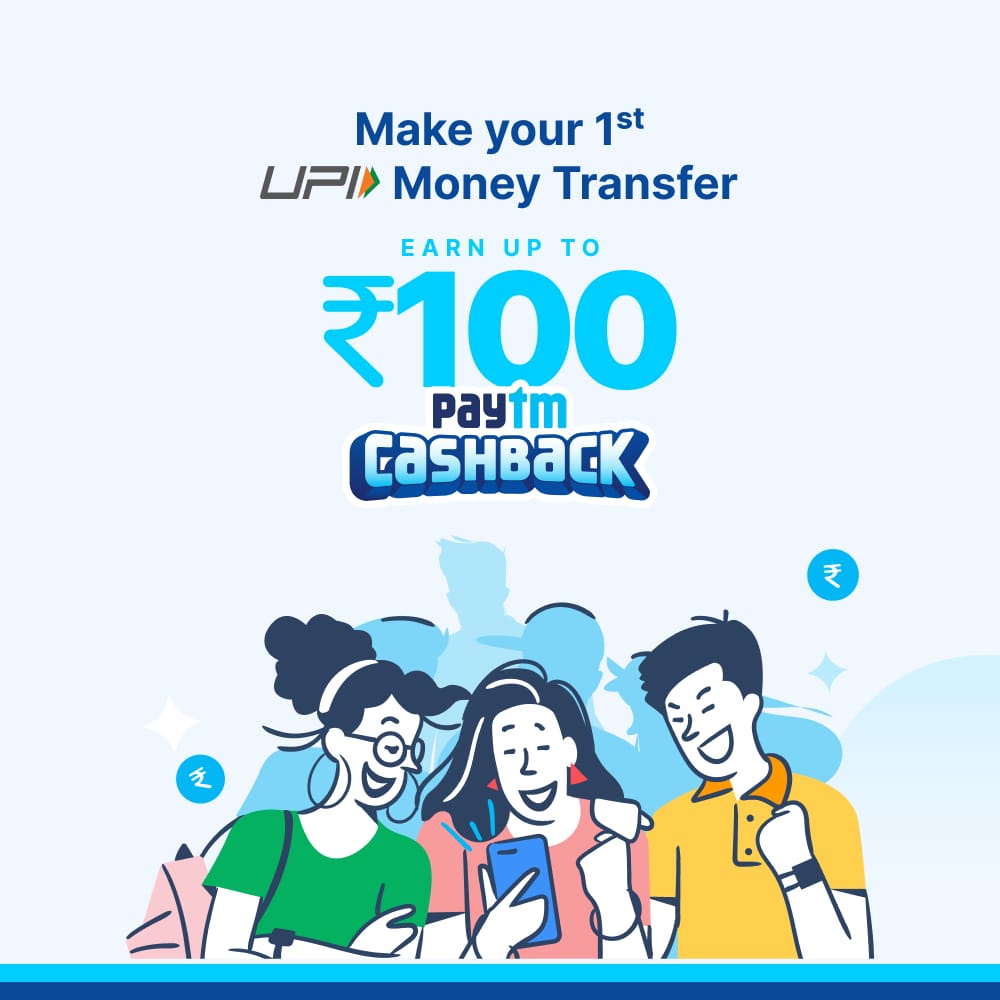 Make your 1st
UPI Money Transfer
EARN UP TO
₹100
paytm
CASHBACK
₹
₹